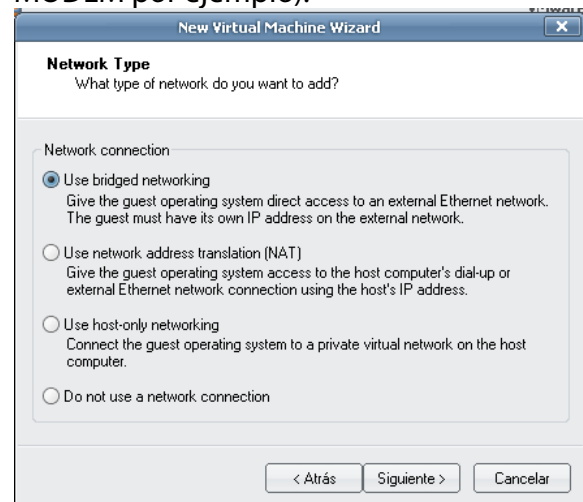 MODEM por ejemplo).
New Virtual Machine Wizard
Network Type
What type of network do you want to add?
Network connection
Use bridged networking
Give the guest operating system direct access to an external Ethernet network.
The guest must have its own IP address on the external network.
Use network address translation (NAT)
Give the guest operating system access to the host computer's dial-up or
external Ethernet network connection using the host's IP address.
Use host-only networking
Connect the guest operating system to a private virtual network on the host
computer.
Do not use a network connection
< Atrás Siguiente > Cancelar